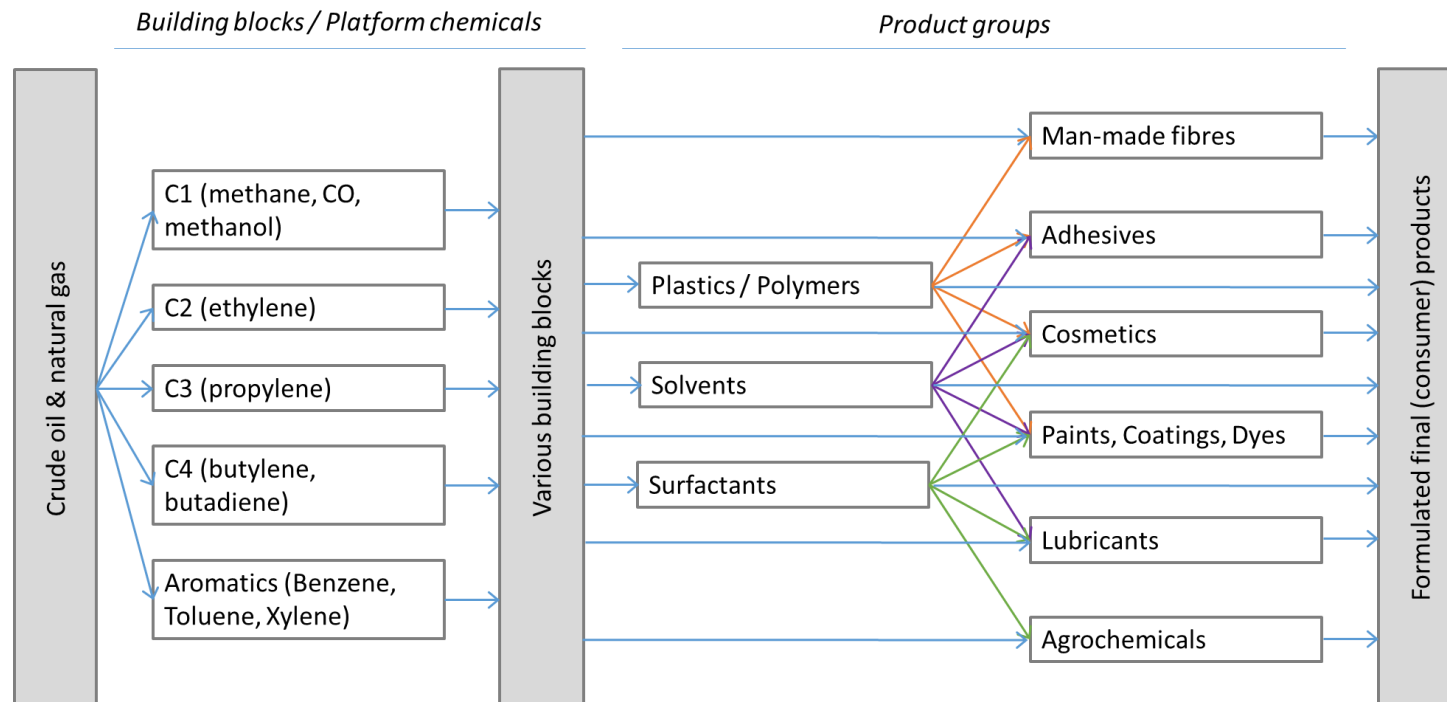 Building blocks / Platform chemicals
Product groups
Crude oil & natural gas
C1 (methane, CO,
methanol)
C2 (ethylene)
C3 (propylene)
C4 (butylene,
butadiene)
Aromatics (Benzene,
Toluene, Xylene)
Various building blocks
Plastics / Polymers
Solvents
Surfactants
Man-made fibres
Adhesives
Cosmetics
Paints, Coatings, Dyes
Lubricants
Agrochemicals
Formulated final (consumer) products